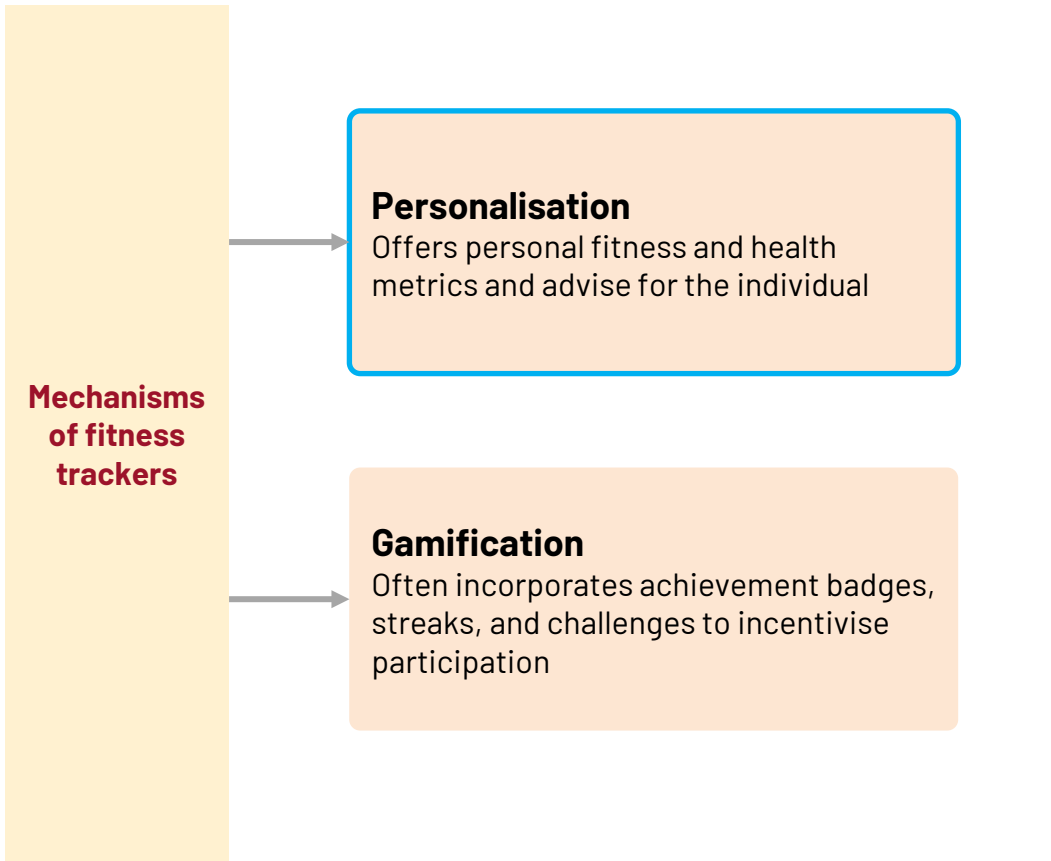 Mechanisms
of fitness
trackers
Personalisation
Offers personal fitness and health
metrics and advise for the individual
Gamification
Often incorporates achievement badges,
streaks, and challenges to incentivise
participation